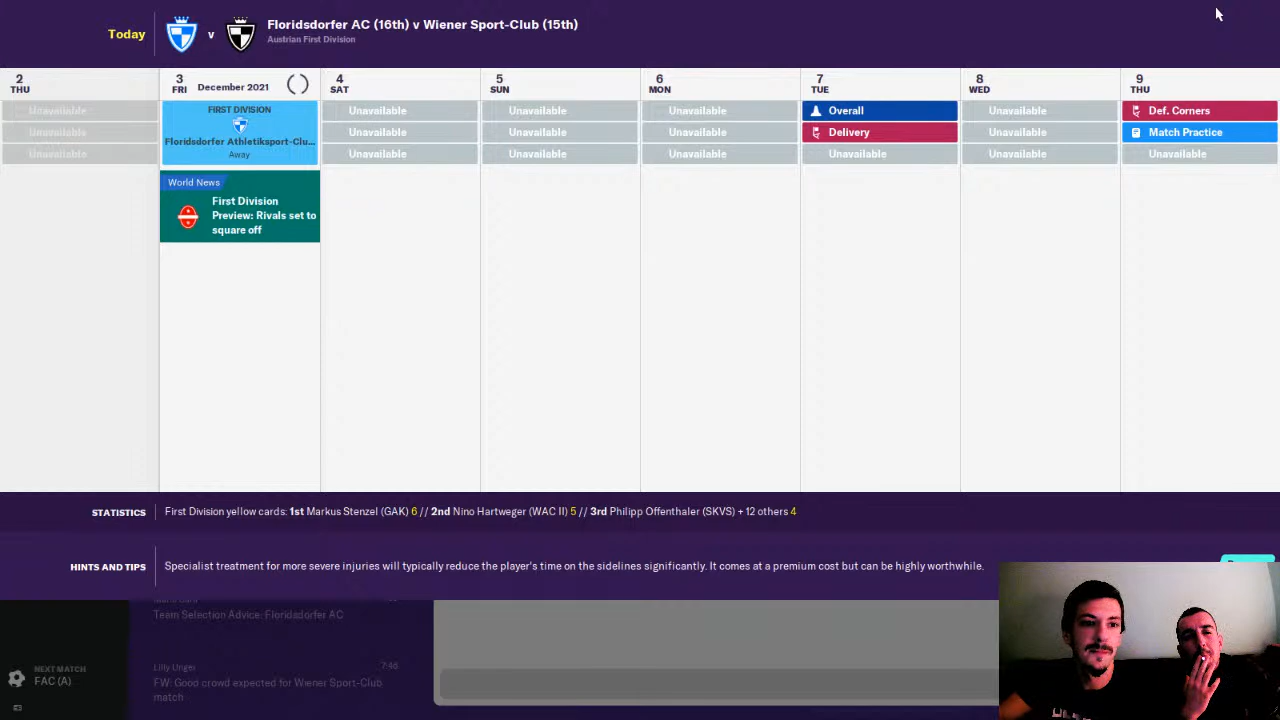 Today
v
Floridsdorfer AC (16th) v Wiener Sport-Club (15th)
Austrian First Division
2
THU
3
FRI
December 2021
4
SAT
5
SUN
6
MON
7
TUE
8
WED
9
THU
Unavailable
FIRST DIVISION
Unavailable
Unavailable
Unavailable
Overall
Unavailable
Def. Corners
Unavailable
Floridsdorfer Athletiksport-Clu...
Unavailable
Unavailable
Unavailable
Delivery
Unavailable
Match Practice
Unavailable
Away
Unavailable
Unavailable
Unavailable
Unavailable
Unavailable
Unavailable
World News
First Division
Preview: Rivals set to
square off
STATISTICS
First Division yellow cards: 1st Markus Stenzel (GAK) 6 // 2nd Nino Hartweger (WAC II) 5 // 3rd Philipp Offenthaler (SKVS) + 12 others 4
HINTS AND TIPS
Specialist treatment for more severe injuries will typically reduce the player's time on the sidelines significantly. It comes at a premium cost but can be highly worthwhile.
Team Selection Advice: Floridsdorfer AC
Lilly Unger
7:46
FW: Good crowd expected for Wiener Sport-Club
match
NEXT MATCH
FAC (A)